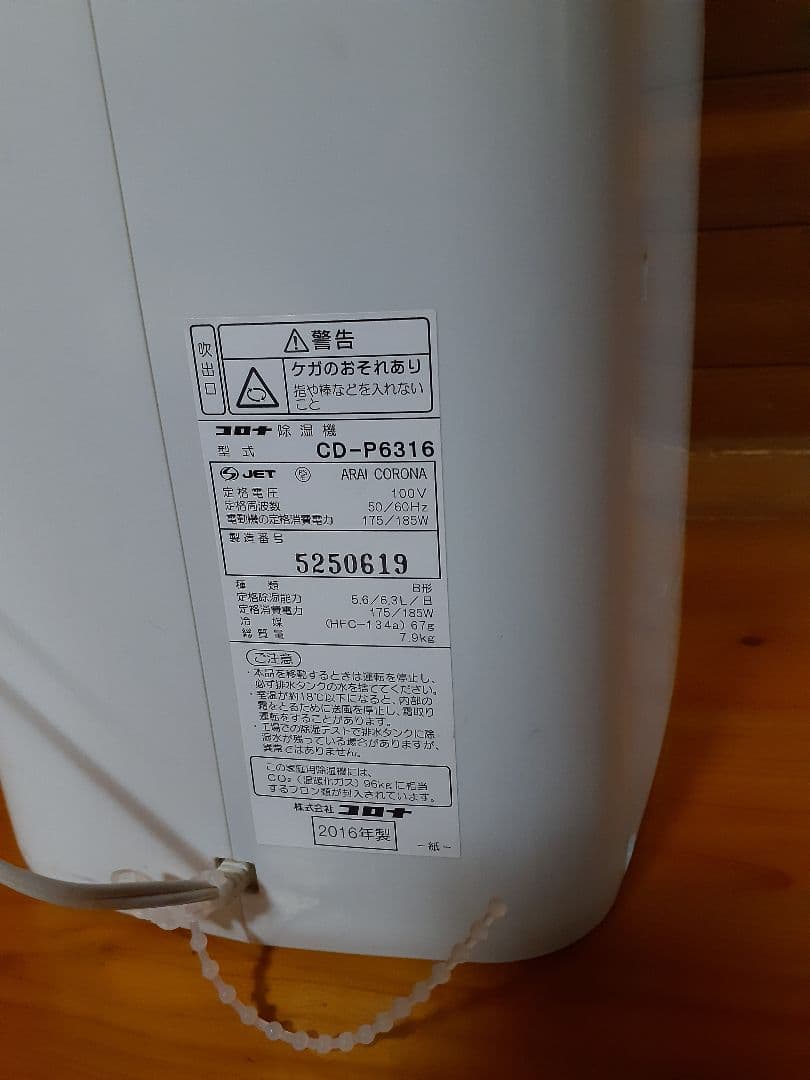 吹出口
⚠警告
ケガのおそれあり
指や棒などを入れない
こと
コロナ 除湿機
型式 CD-P6316
JET ARAI CORONA
定格電圧 100V
定格周波数 50/60Hz
電動機の定格消費電力 175/185W
製造番号
5250619
種類 B形
定格除湿能力 5.6/6.3L/日
定格消費電力 175/185W
冷媒 (HFC-134a) 67g
総質量 7.9kg
ご注意
・本品を移動するときは運転を停止し、
必ず排水タンクの水を捨ててください。
・室温が約18℃以下になると、内部の
霜をとるために送風を停止し、霜取り
運転をすることがあります。
・工場での除湿テストで排水タンクに除
湿水が残っている場合がありますが、
異常ではありません。
この家庭用除湿機には、
CO₂（温暖化ガス）96kgに相当
するフロン類が封入されています。
株式会社 コロナ
2016年製
-紙-